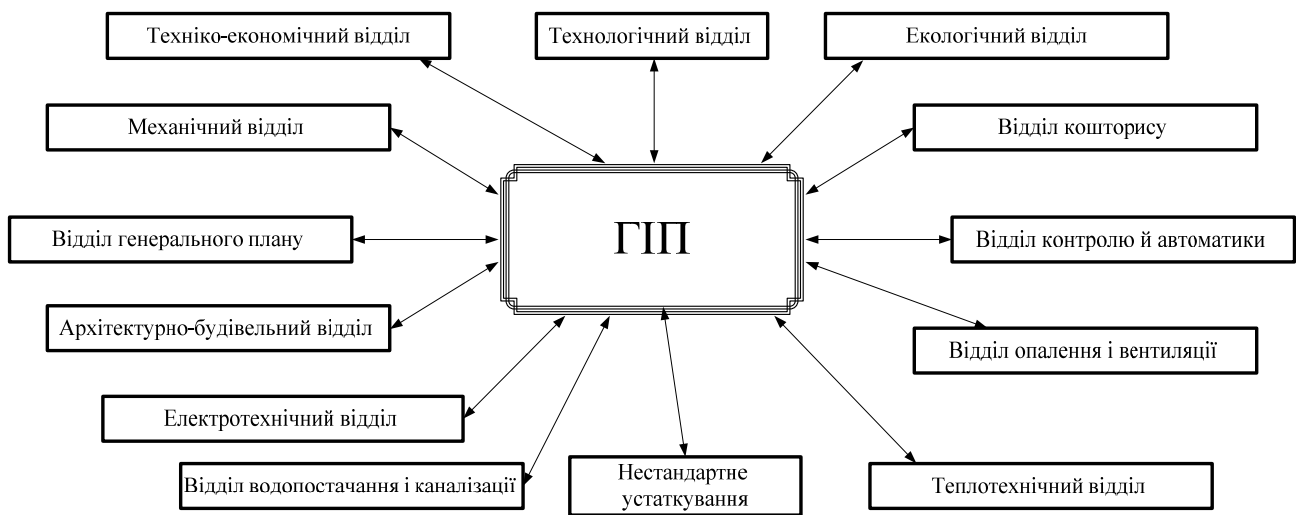 Техніко-економічний відділ
Технологічний відділ
Екологічний відділ
Механічний відділ
Відділ кошторису
ГІП
Відділ генерального плану
Відділ контролю й автоматики
Архітектурно-будівельний відділ
Відділ опалення і вентиляції
Електротехнічний відділ
Відділ водопостачання і каналізації
Нестандартне
устаткування
Теплотехнічний відділ